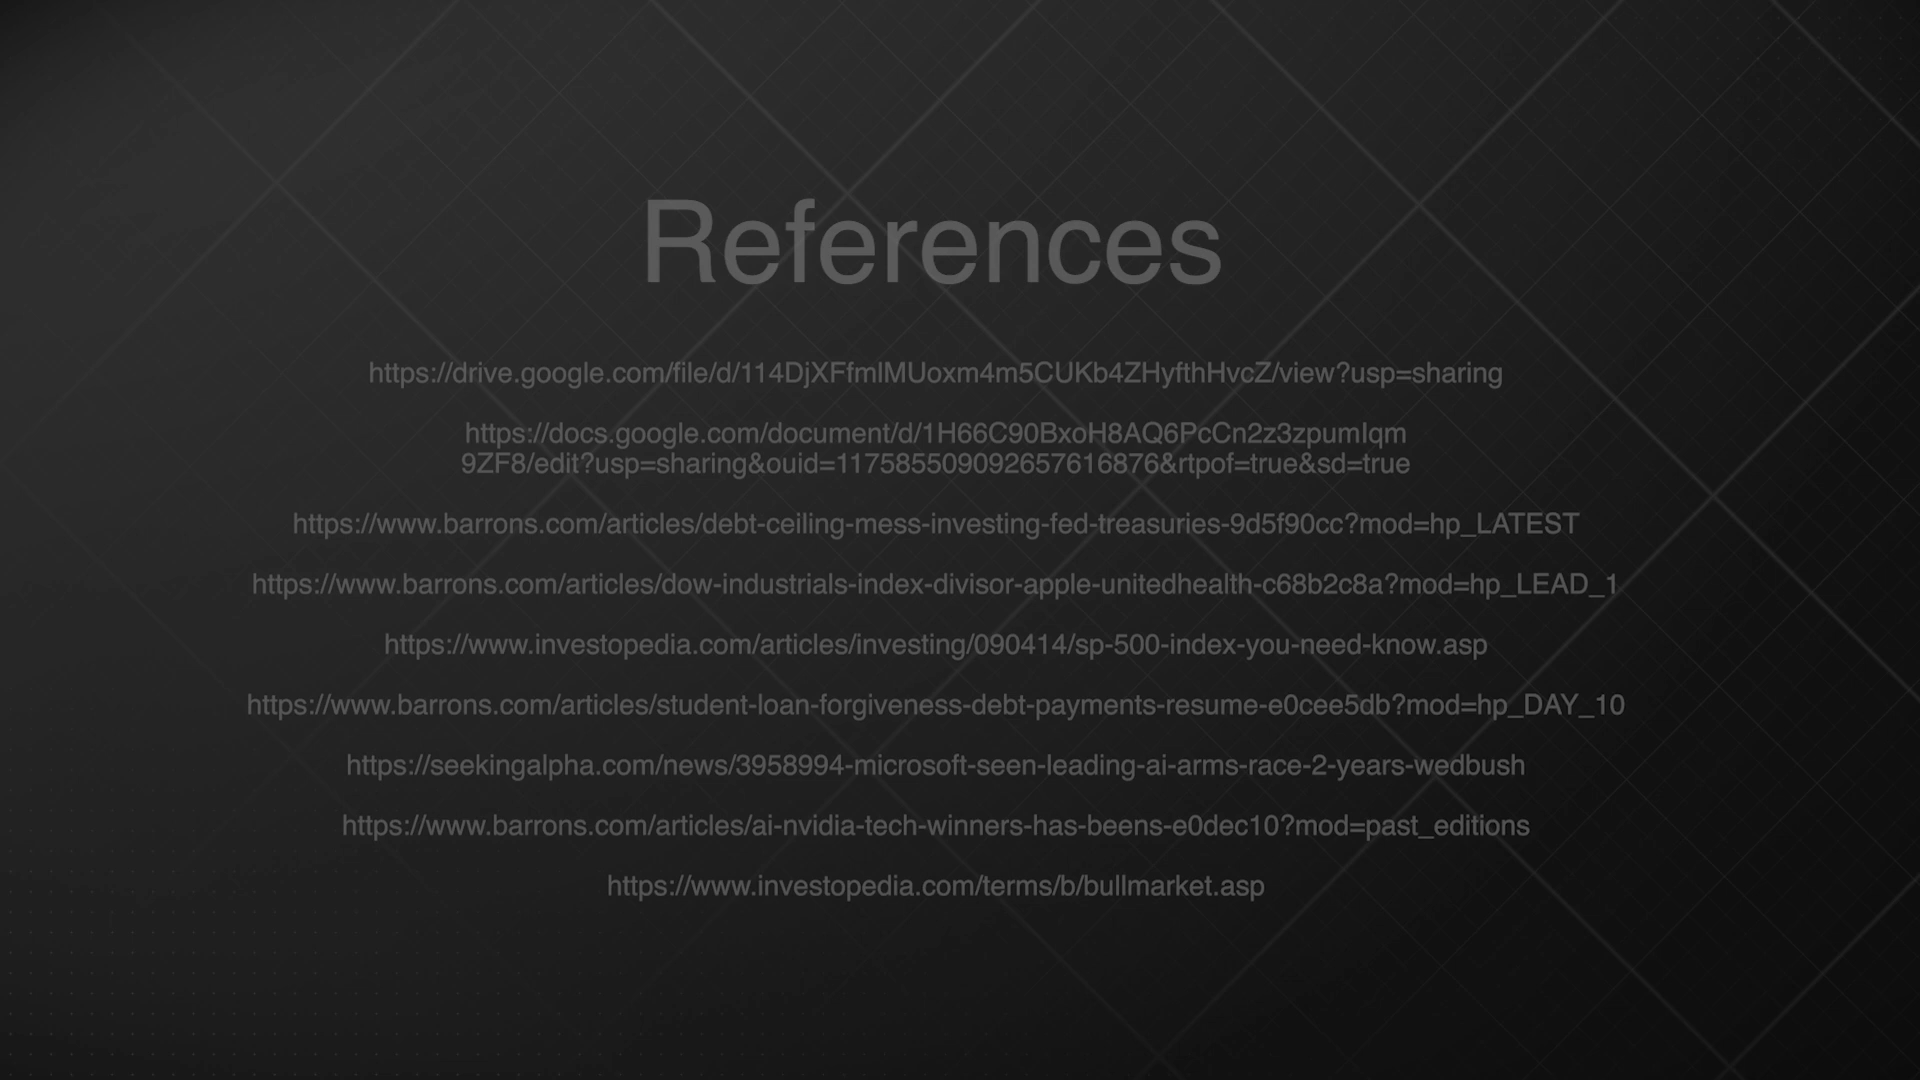 References
https://drive.google.com/file/d/114DjXFfmIMUoxm4m5CUKb4ZHyfthHvcZ/view?usp=sharing
https://docs.google.com/document/d/1H66C90BxoH8AQ6PcCn2z3zpumIqm
9ZF8/edit?usp=sharing&ouid=117585509092657616876&rtpof=true&sd=true
https://www.barrons.com/articles/debt-ceiling-mess-investing-fed-treasuries-9d5f90cc?mod=hp_LATEST
https://www.barrons.com/articles/dow-industrials-index-divisor-apple-unitedhealth-c68b2c8a?mod=hp_LEAD_1
https://www.investopedia.com/articles/investing/090414/sp-500-index-you-need-know.asp
https://www.barrons.com/articles/student-loan-forgiveness-debt-payments-resume-e0cee5db?mod=hp_DAY_10
https://seekingalpha.com/news/3958994-microsoft-seen-leading-ai-arms-race-2-years-wedbush
https://www.barrons.com/articles/ai-nvidia-tech-winners-has-beens-e0dec10?mod=past_editions
https://www.investopedia.com/terms/b/bullmarket.asp